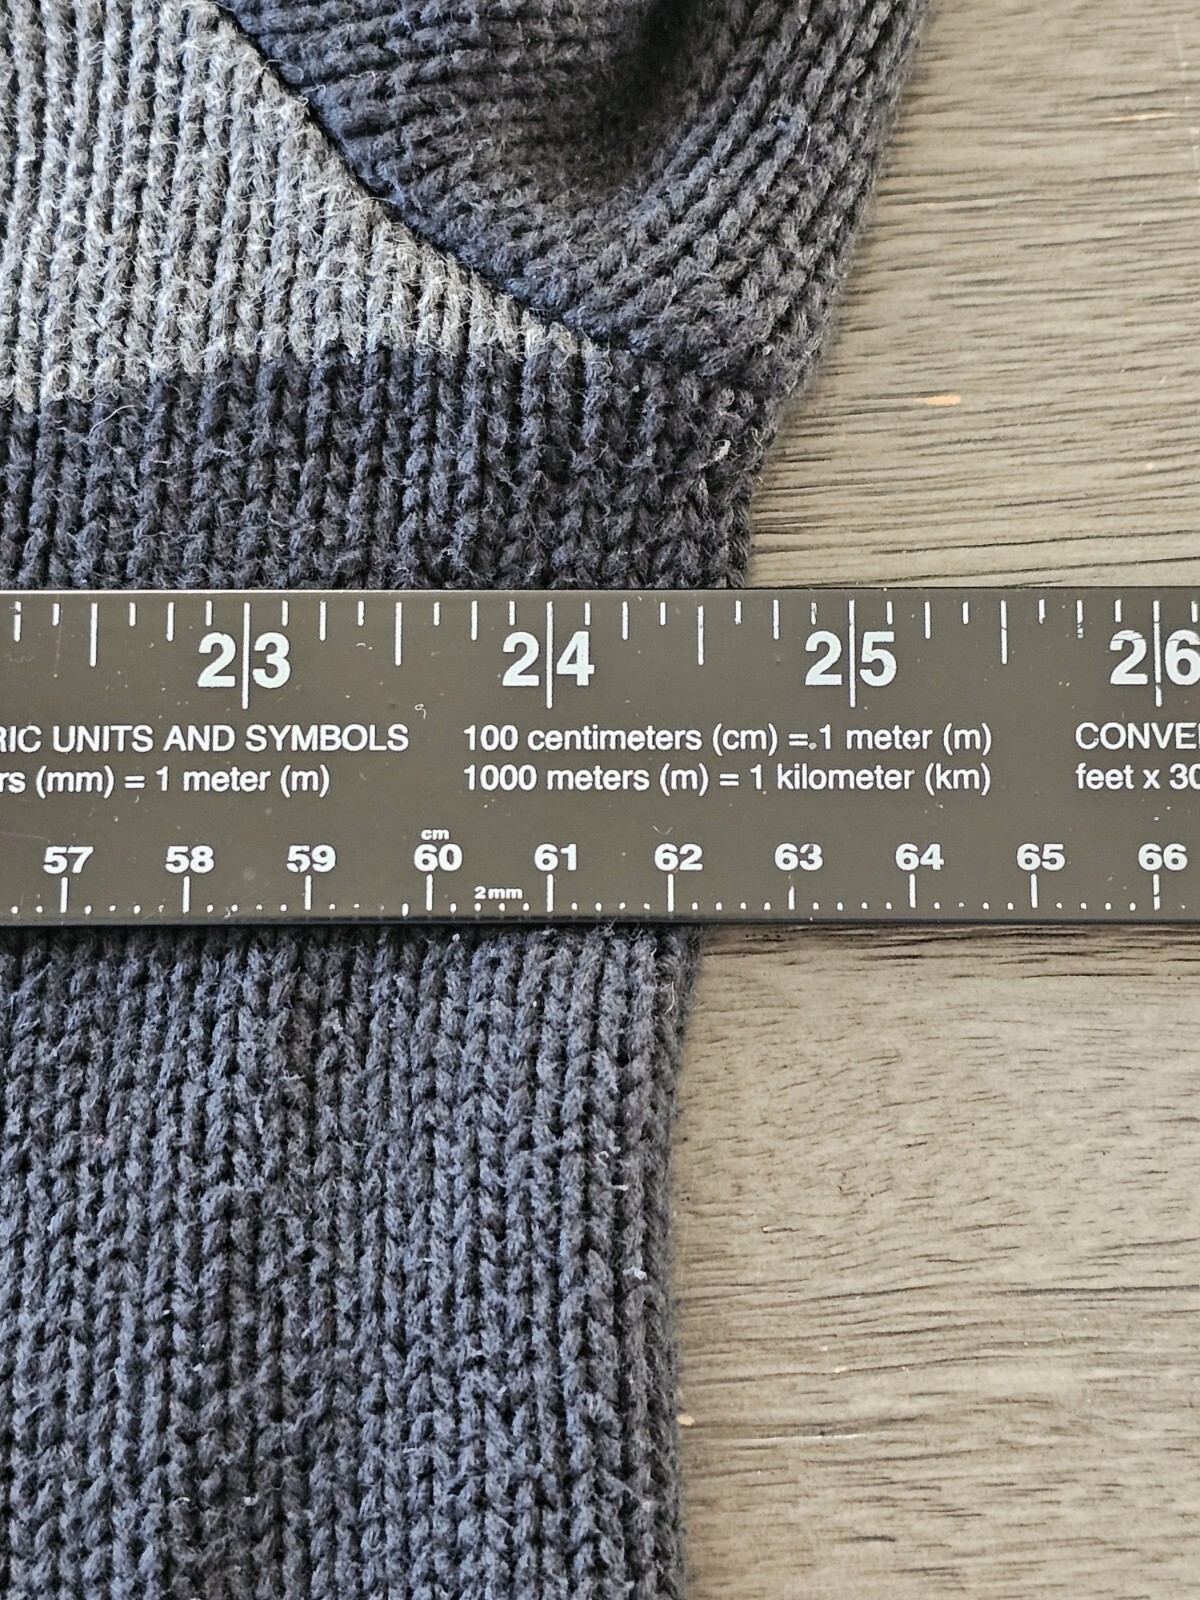 23 24 25 26
RIC UNITS AND SYMBOLS 100 centimeters (cm) = 1 meter (m) CONVE
rs (mm) = 1 meter (m) 1000 meters (m) = 1 kilometer (km) feet x 30
cm
57 58 59 60 61 62 63 64 65 66
2mm